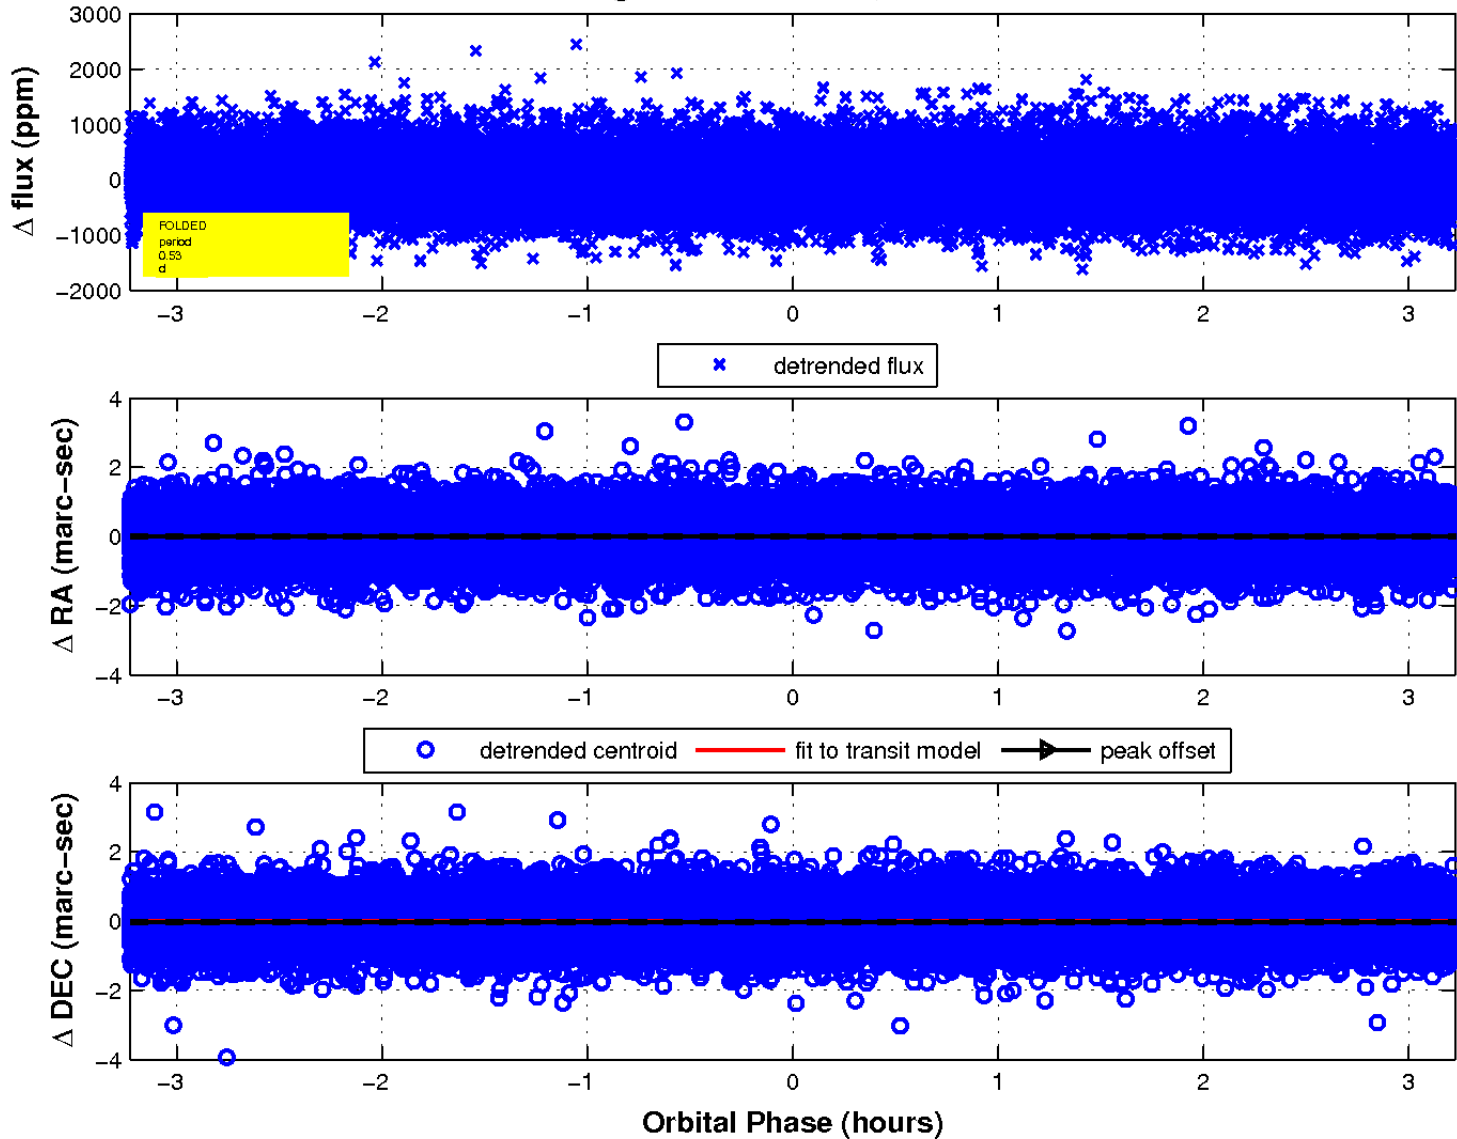 3000
2000
1000
0
−1000
−2000
Δ flux (ppm)
FOLDED
period
0.53
d
−3 −2 −1 0 1 2 3
detrended flux
4
2
0
−2
−4
Δ RA (marc−sec)
−3 −2 −1 0 1 2 3
detrended centroid fit to transit model peak offset
4
2
0
−2
−4
Δ DEC (marc−sec)
−3 −2 −1 0 1 2 3
Orbital Phase (hours)